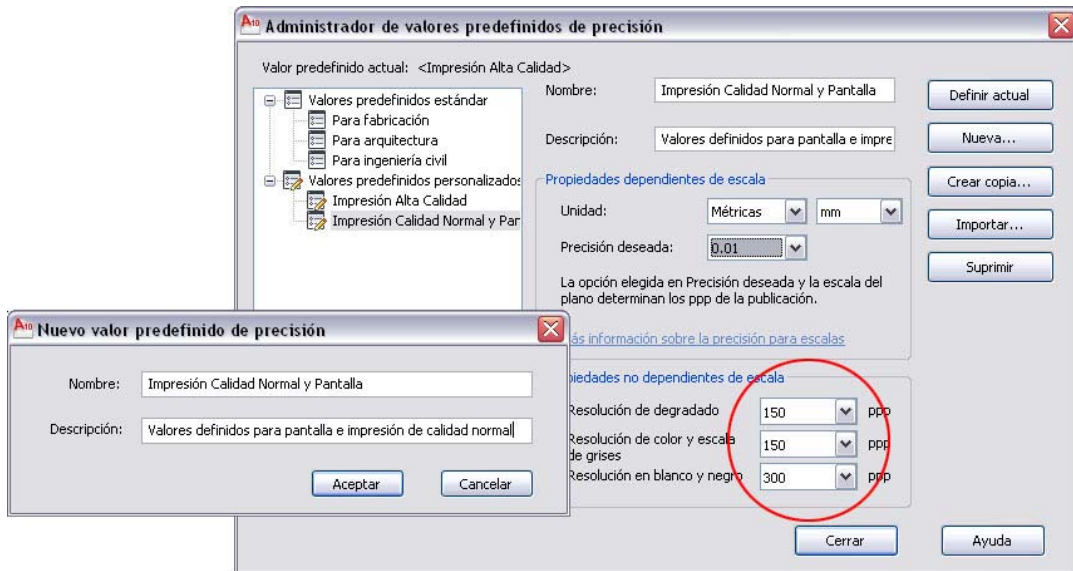 Administrador de valores predefinidos de precisión
Valor predefinido actual: <Impresión Alta Calidad>
Valores predefinidos estándar
Para fabricación
Para arquitectura
Para ingeniería civil
Valores predefinidos personalizados
Impresión Alta Calidad
Impresión Calidad Normal y Pan
Nombre: Impresión Calidad Normal y Pantalla
Descripción: Valores definidos para pantalla e impre
Propiedades dependientes de escala
Unidad: Métricas mm
Precisión deseada: 0.01
La opción elegida en Precisión deseada y la escala del
plano determinan los ppp de la publicación.
ás información sobre la precisión para escalas
piedades no dependientes de escala
Resolución de degradado 150 ppp
Resolución de color y escala
de grises 150 ppp
Resolución en blanco y negro 300 ppp
Definir actual
Nueva...
Crear copia...
Importar...
Suprimir
Cerrar
Ayuda
Nuevo valor predefinido de precisión
Nombre: Impresión Calidad Normal y Pantalla
Descripción: Valores definidos para pantalla e impresión de calidad normal
Aceptar
Cancelar